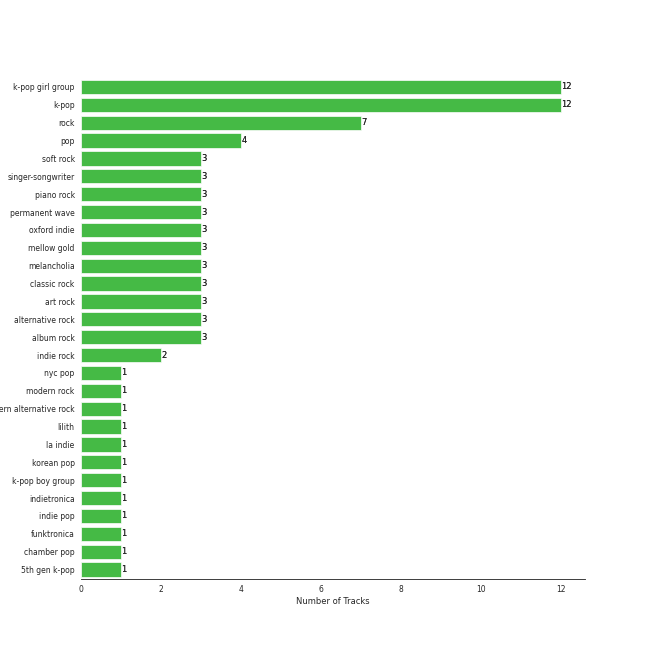 k-pop girl group 12
k-pop 12
rock 7
pop 4
soft rock 3
singer-songwriter 3
piano rock 3
permanent wave 3
oxford indie 3
mellow gold 3
melancholia 3
classic rock 3
art rock 3
alternative rock 3
album rock 3
indie rock 2
nyc pop 1
modern rock 1
ern alternative rock 1
lilith 1
la indie 1
korean pop 1
k-pop boy group 1
indietronica 1
indie pop 1
funktronica 1
chamber pop 1
5th gen k-pop 1
0 2 4 6 8 10 12
Number of Tracks